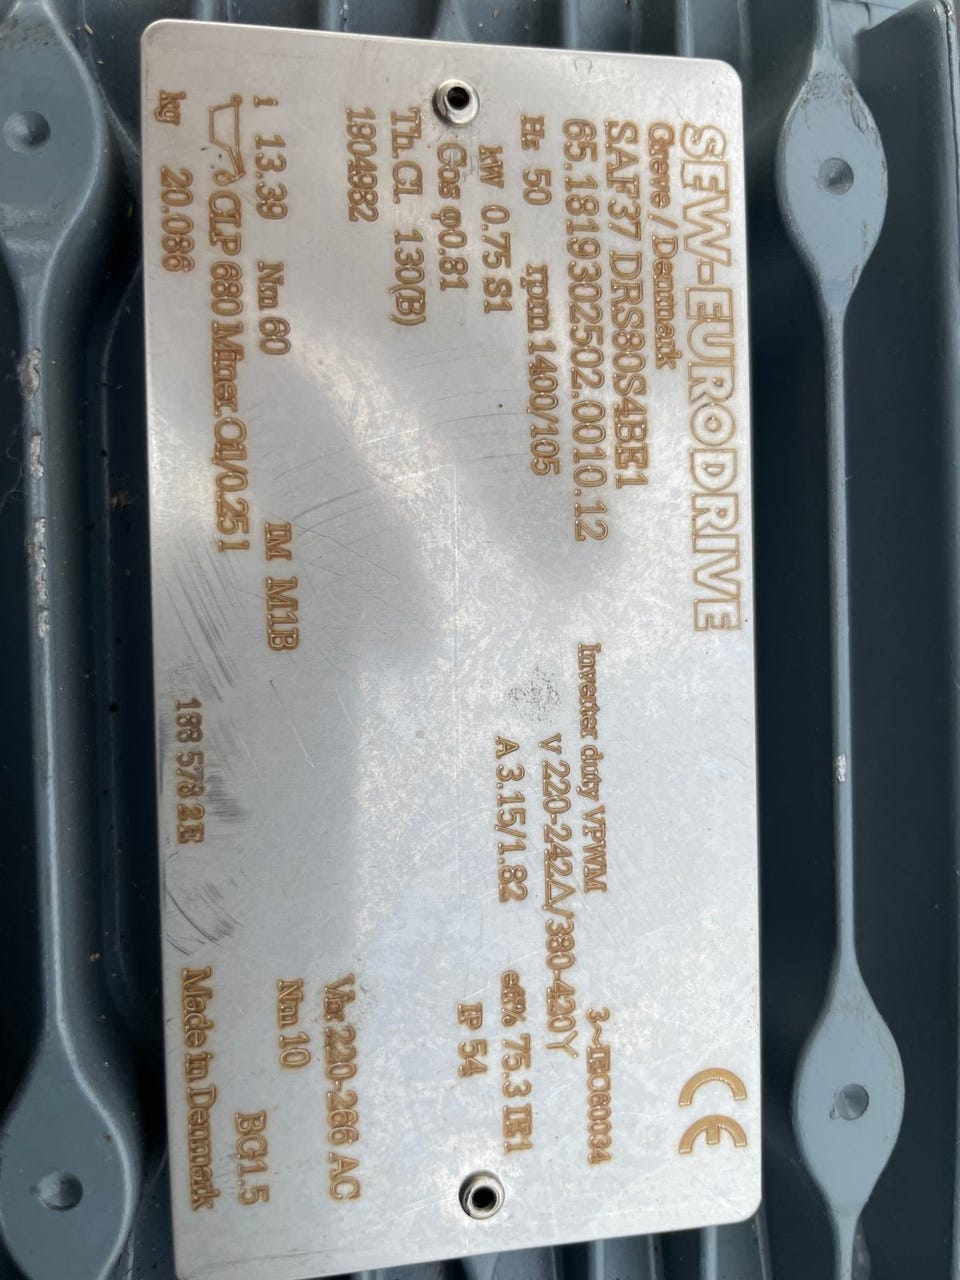 SEW-EURODRIVE
CE
Greve/Denmark
SAF37 DRS80S4BE1
3~IEC60034
65.1819302502.0010.12
Inverter duty VPWM
Hz 50 rpm 1400/105
V 220-242△/380-420Y
kW 0.75 S1
A 3.15/1.82
eff% 75.3 IE1
Cos φ0.81
IP 54
Th.Cl. 130(B)
1904982
Vbr 220-266 AC
i 13.39 Nm 60
IM M1B
Nm 10
CLP 680 Miner.Oil/0.25 l
BG1.5
kg 20.086
188 578 2 E
Made in Denmark